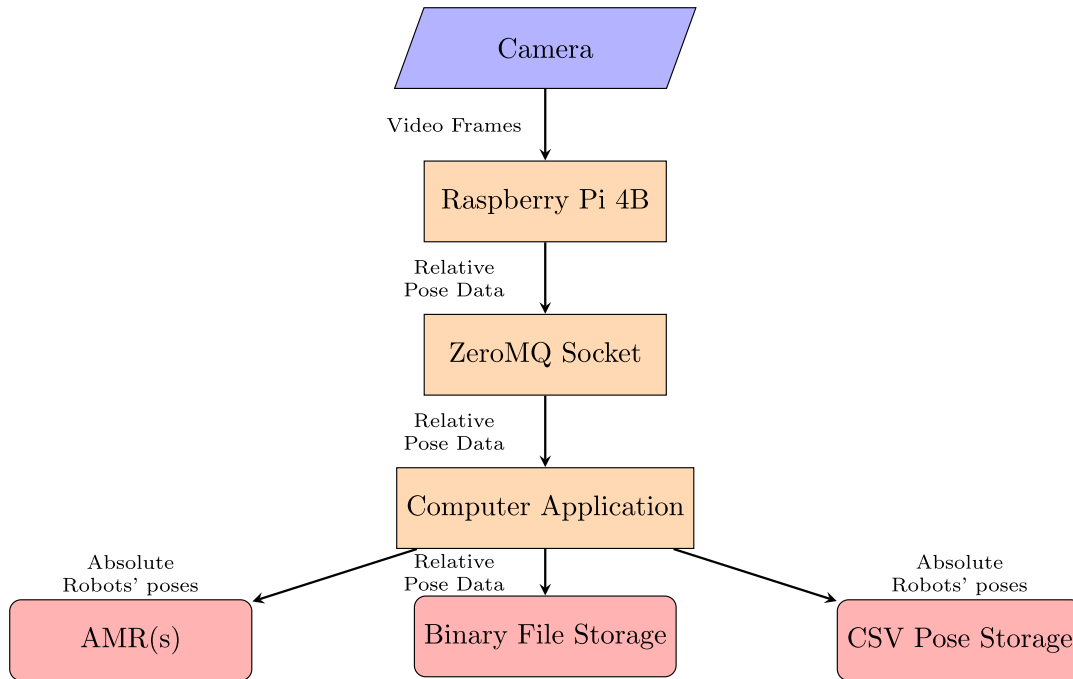 Camera
Video Frames
Raspberry Pi 4B
Relative
Pose Data
ZeroMQ Socket
Relative
Pose Data
Computer Application
Absolute
Robots' poses
Relative
Pose Data
Absolute
Robots' poses
AMR(s)
Binary File Storage
CSV Pose Storage